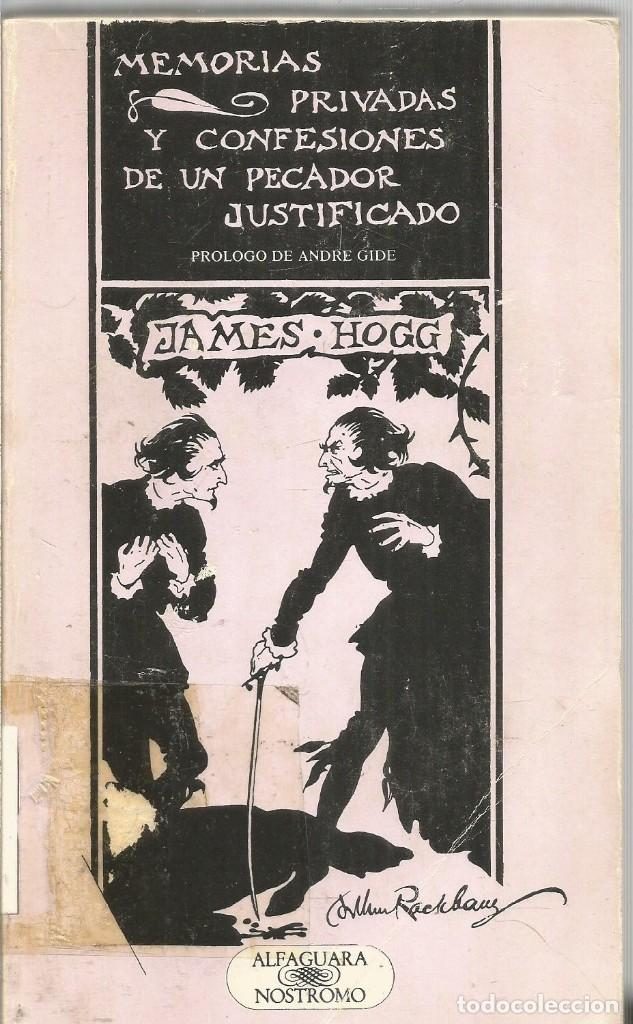 MEMORIAS
PRIVADAS
Y CONFESIONES
DE UN PECADOR
JUSTIFICADO
PROLOGO DE ANDRE GIDE
JAMES · HOGG
Arthur Rackham
ALFAGUARA
NOSTROMO
todocoleccion